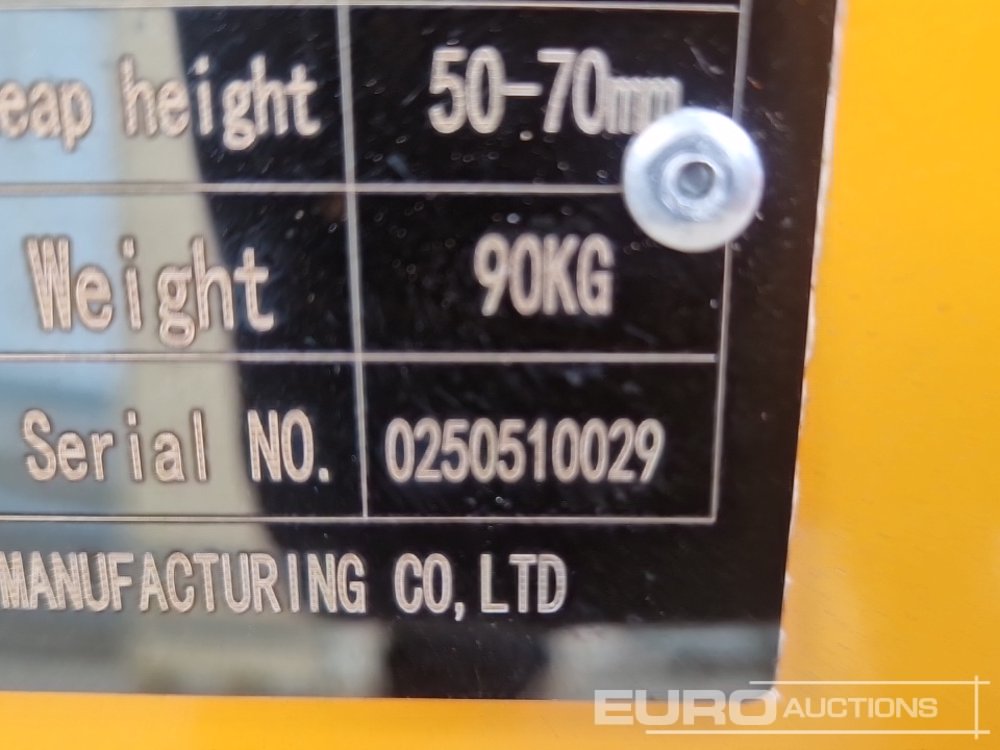 eap height 50-70mm
Weight 90KG
Serial NO. 0250510029
MANUFACTURING CO,LTD
EURO AUCTIONS